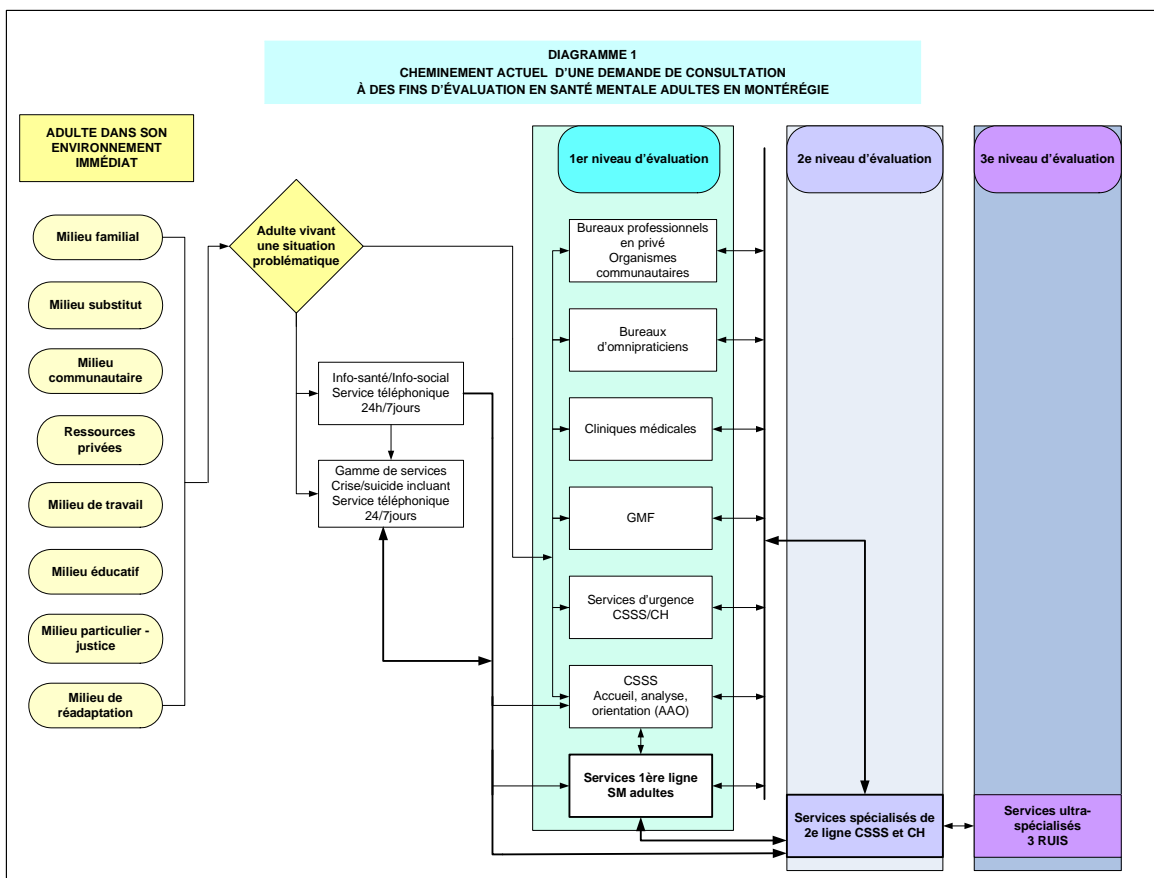 DIAGRAMME 1
CHEMINEMENT ACTUEL D'UNE DEMANDE DE CONSULTATION
À DES FINS D'ÉVALUATION EN SANTÉ MENTALE ADULTES EN MONTÉRÉGIE
ADULTE DANS SON
ENVIRONNEMENT
IMMÉDIAT
Milieu familial
Milieu substitut
Milieu
communautaire
Ressources
privées
Milieu de travail
Milieu éducatif
Milieu particulier -
justice
Milieu de
réadaptation
Adulte vivant
une situation
problématique
Info-santé/Info-social
Service téléphonique
24h/7jours
Gamme de services
Crise/suicide incluant
Service téléphonique
24/7jours
1er niveau d'évaluation
Bureaux professionnels
en privé
Organismes
communautaires
Bureaux
d'omnipraticiens
Cliniques médicales
GMF
Services d'urgence
CSSS/CH
CSSS
Accueil, analyse,
orientation (AAO)
Services 1ère ligne
SM adultes
2e niveau d'évaluation
Services spécialisés de
2e ligne CSSS et CH
3e niveau d'évaluation
Services ultra-
spécialisés
3 RUIS